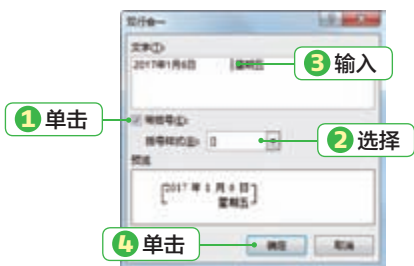 双行合一
文字(T):
2017年1月6日 星期五
3 输入
1 单击
带括号(E):
括号样式(B): []
2 选择
预览
[2017 年 1 月 6 日
星期五]
4 单击
确定 取消